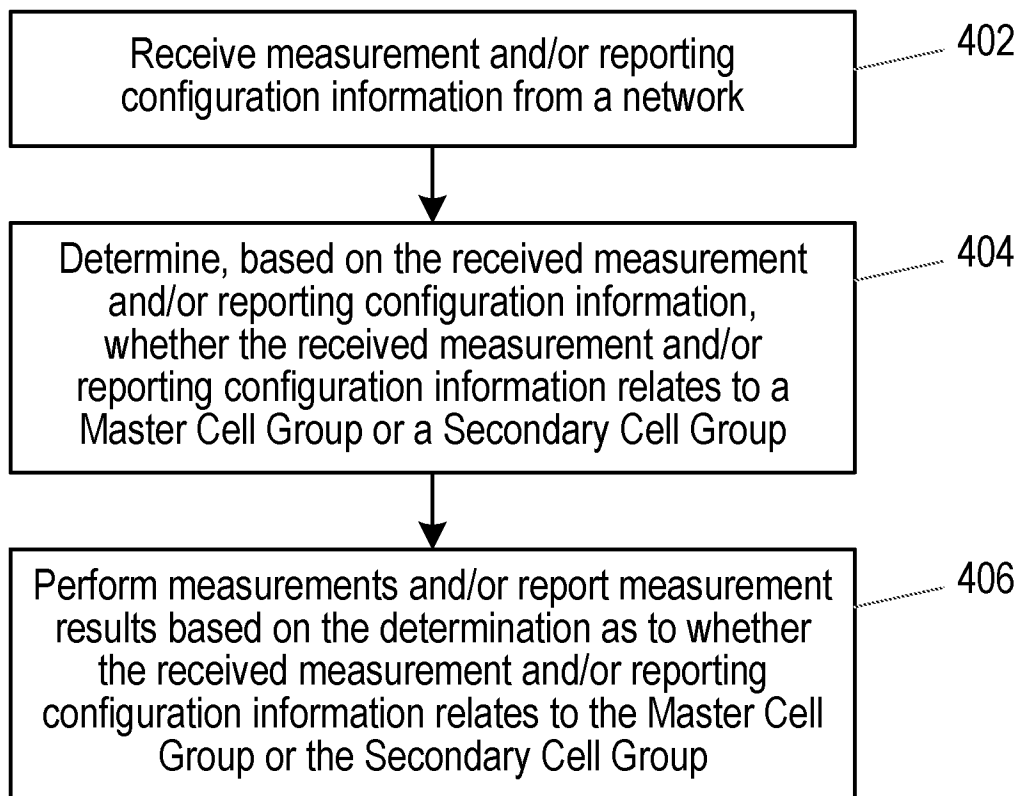 Receive measurement and/or reporting
configuration information from a network
402
Determine, based on the received measurement
and/or reporting configuration information,
whether the received measurement and/or
reporting configuration information relates to a
Master Cell Group or a Secondary Cell Group
404
Perform measurements and/or report measurement
results based on the determination as to whether
the received measurement and/or reporting
configuration information relates to the Master Cell
Group or the Secondary Cell Group
406